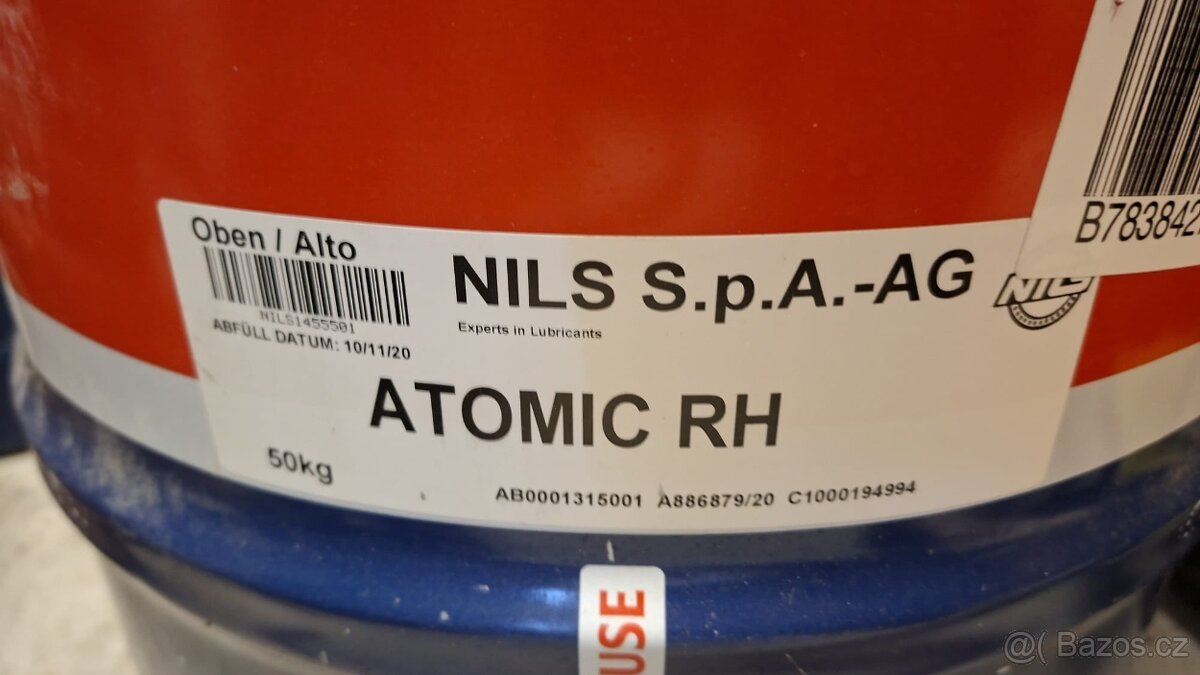 Oben / Alto
NILS1455501
ABFÜLL DATUM: 10/11/20
NILS S.p.A.-AG
Experts in Lubricants
NILS
ATOMIC RH
50kg
AB0001315001 A886879/20 C1000194994
USE
@( Bazos.cz